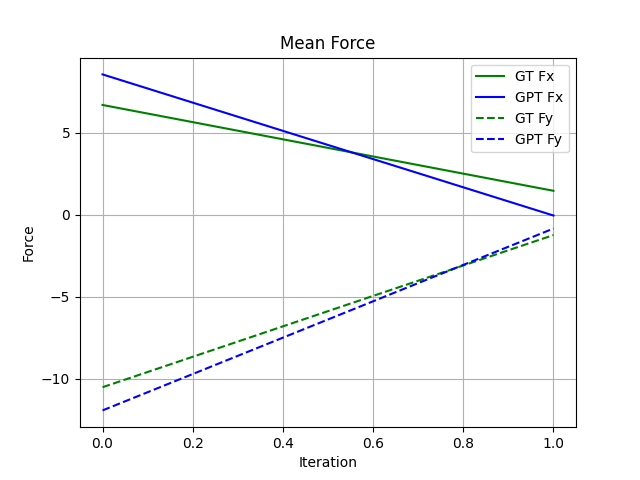 Mean Force
GT Fx
GPT Fx
GT Fy
GPT Fy
5
0
−5
−10
Force
0.0 0.2 0.4 0.6 0.8 1.0
Iteration